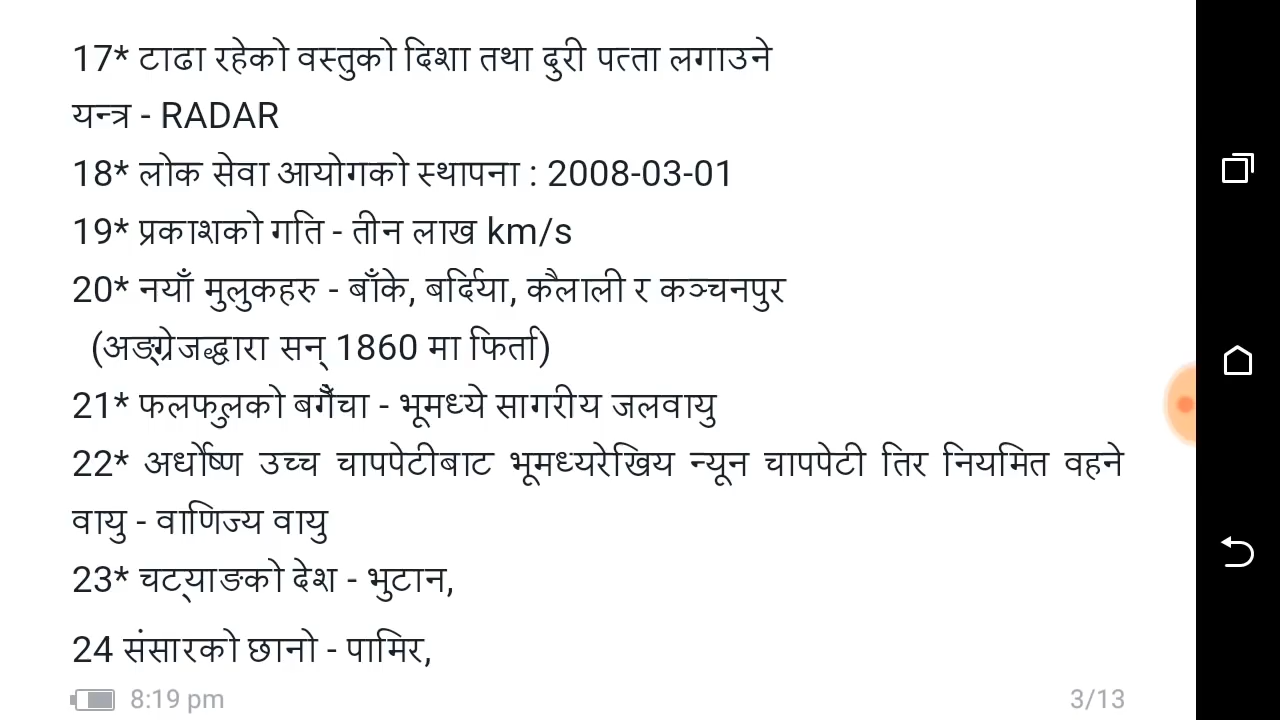 17* टाढा रहेको वस्तुको दिशा तथा दुरी पत्ता लगाउने
यन्त्र - RADAR
18* लोक सेवा आयोगको स्थापना : 2008-03-01
19* प्रकाशको गति - तीन लाख km/s
20* नयाँ मुलुकहरु - बाँके, बर्दिया, कैलाली र कञ्चनपुर
(अङ्ग्रेजद्धारा सन् 1860 मा फिर्ता)
21* फलफुलको बगैंचा - भूमध्ये सागरीय जलवायु
22* अर्धोष्ण उच्च चापपेटीबाट भूमध्यरेखिय न्यून चापपेटी तिर नियमित वहने
वायु - वाणिज्य वायु
23* चट्याङको देश - भुटान,
24 संसारको छानो - पामिर,
8:19 pm 3/13